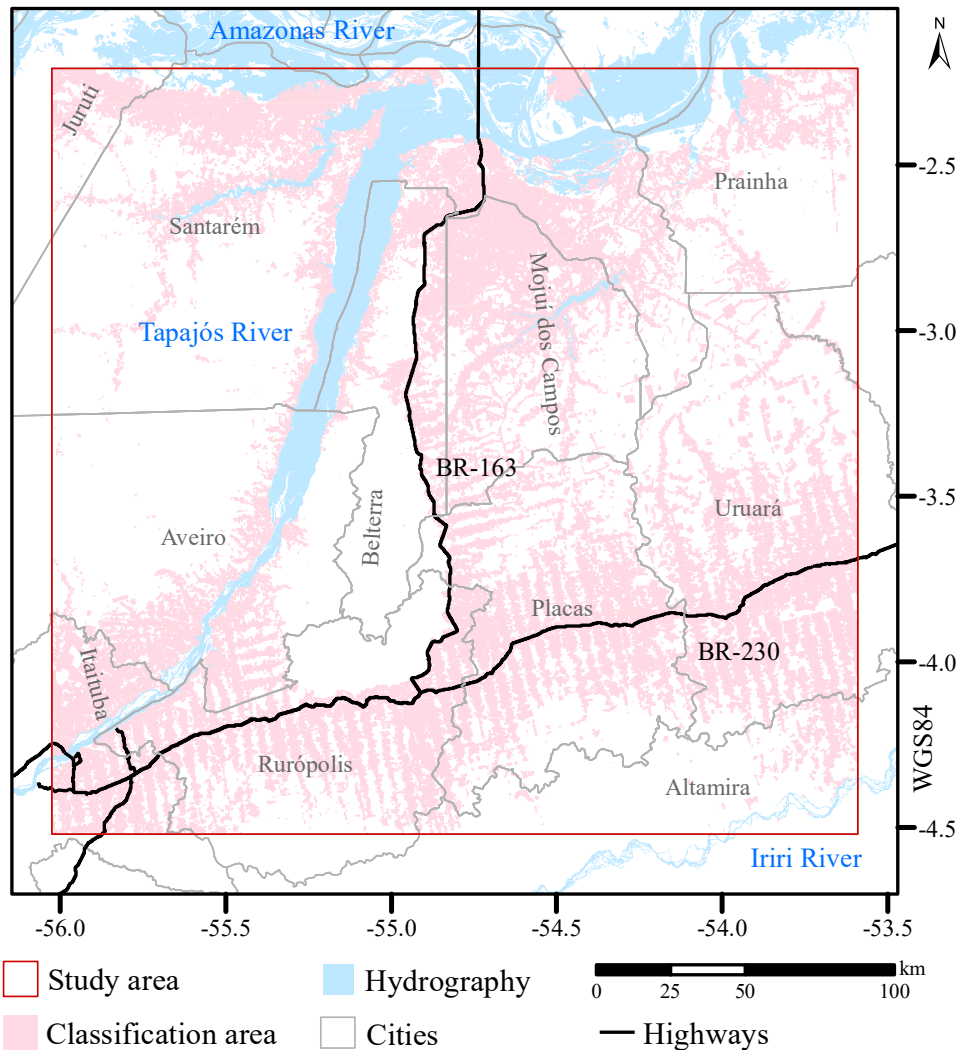 Amazonas River
N
Juruti
-2.5
Prainha
Santarém
Mojuí dos Campos
Tapajós River
-3.0
BR-163
Belterra
Uruará
-3.5
Aveiro
Placas
BR-230
-4.0
Itaituba
WGS84
Rurópolis
Altamira
-4.5
Iriri River
-56.0 -55.5 -55.0 -54.5 -54.0 -53.5
Study area
Hydrography
km
0 25 50 100
Classification area
Cities
Highways